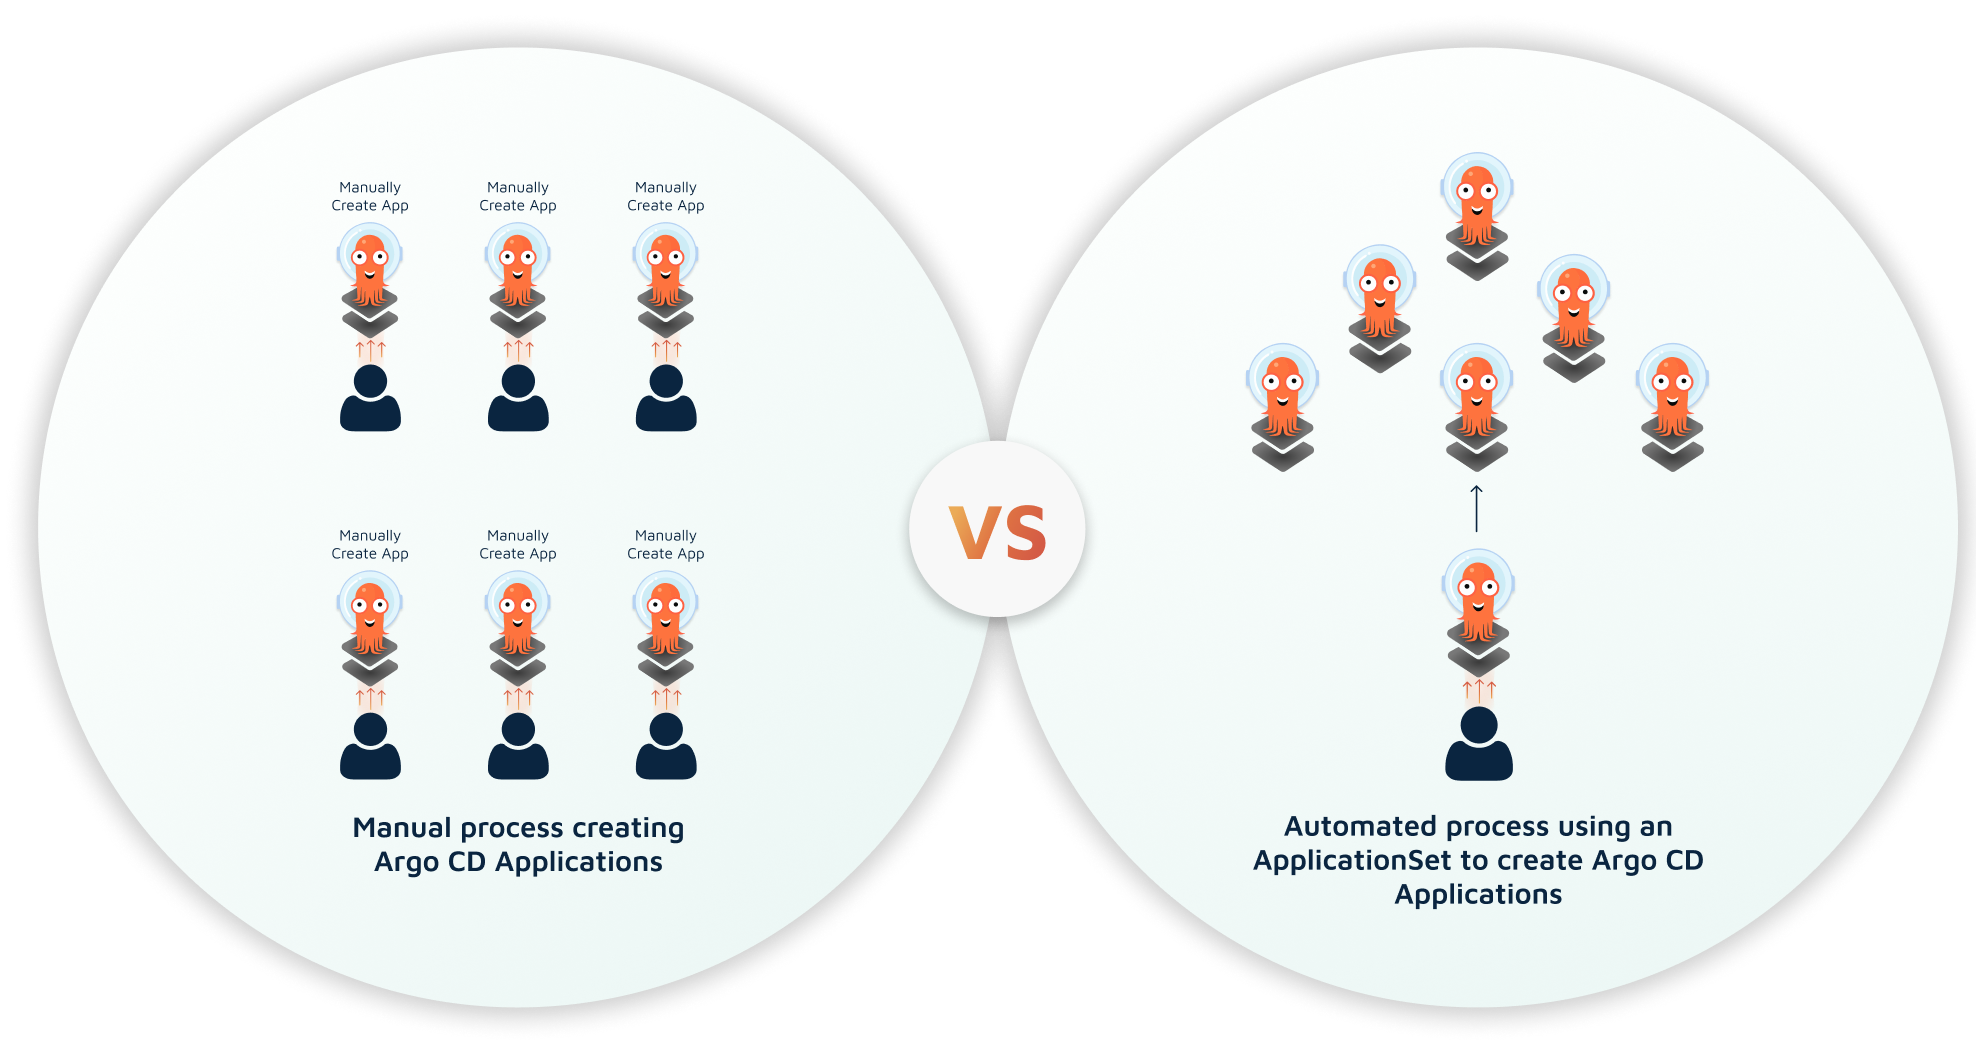 Manually
Create App
Manually
Create App
Manually
Create App
Manually
Create App
Manually
Create App
Manually
Create App
Manual process creating
Argo CD Applications
VS
Automated process using an
ApplicationSet to create Argo CD
Applications